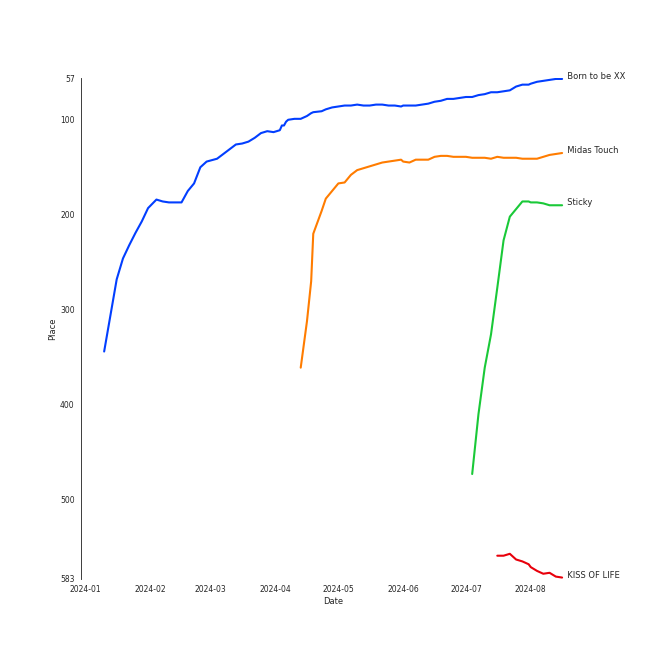 57
Born to be XX
100
Midas Touch
200
Sticky
300
Place
400
500
583
KISS OF LIFE
2024-01 2024-02 2024-03 2024-04 2024-05 2024-06 2024-07 2024-08
Date